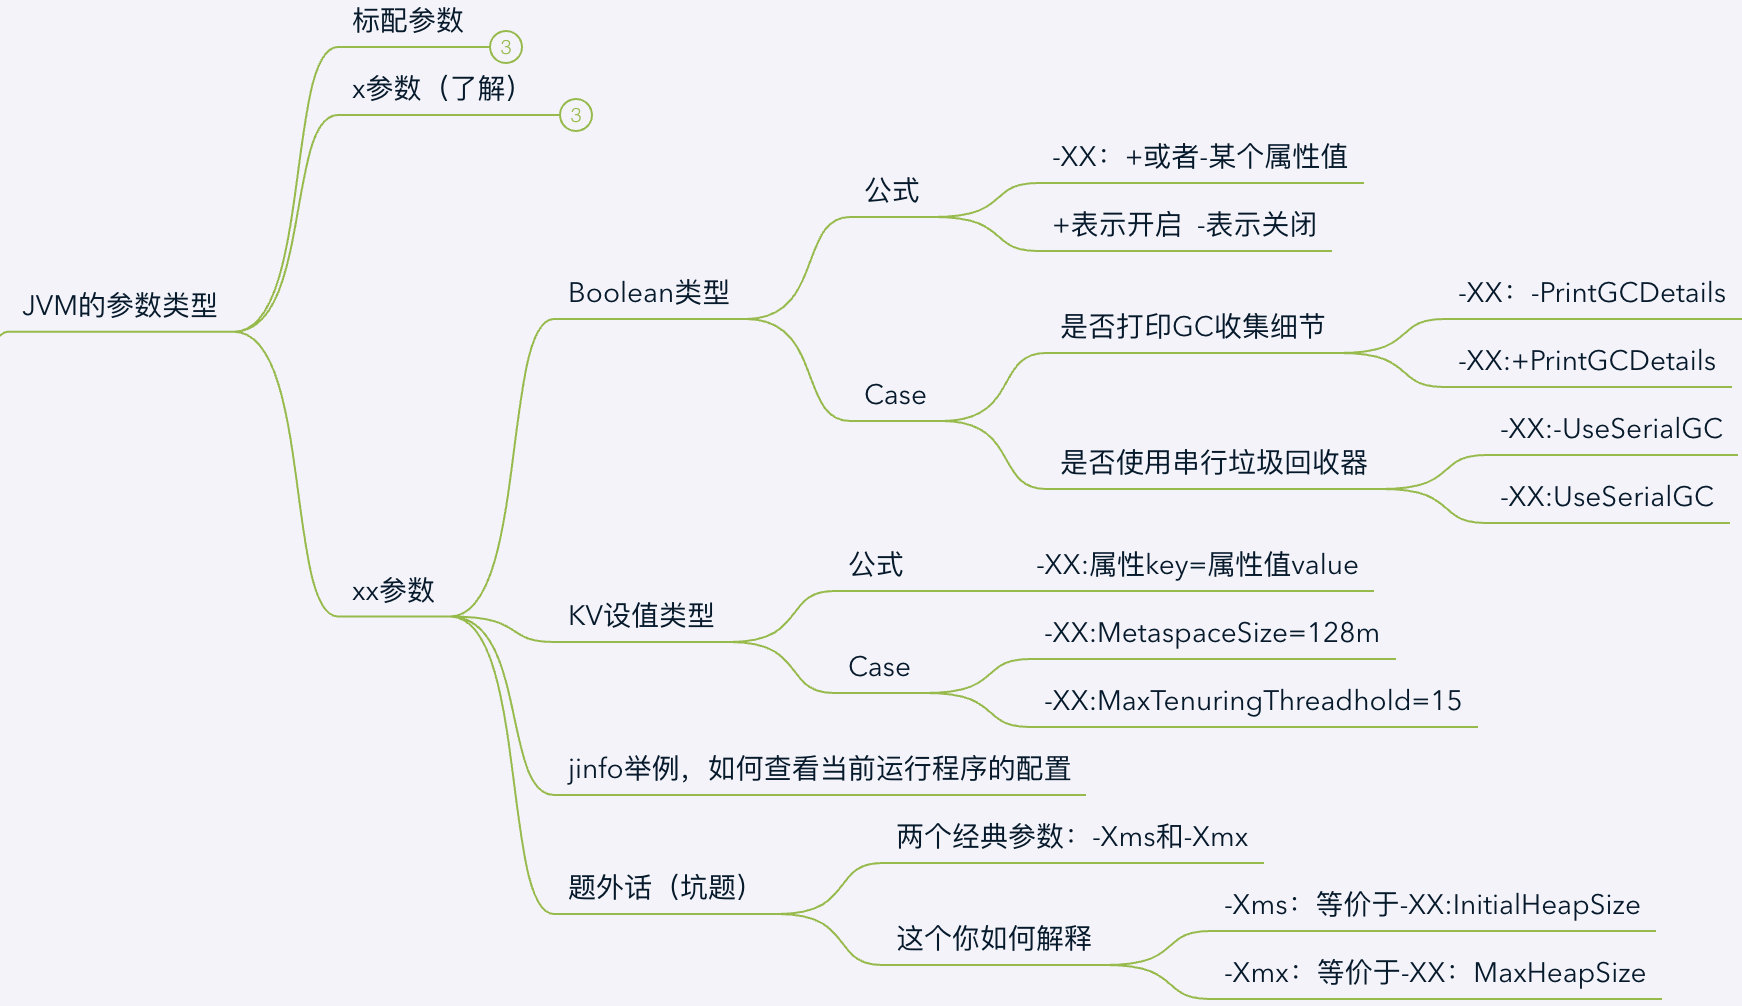 标配参数
3
x参数（了解）
3
JVM的参数类型
xx参数
Boolean类型
公式
-XX：+或者-某个属性值
+表示开启 -表示关闭
Case
是否打印GC收集细节
-XX：-PrintGCDetails
-XX:+PrintGCDetails
是否使用串行垃圾回收器
-XX:-UseSerialGC
-XX:UseSerialGC
KV设值类型
公式
-XX:属性key=属性值value
Case
-XX:MetaspaceSize=128m
-XX:MaxTenuringThreadhold=15
jinfo举例，如何查看当前运行程序的配置
题外话（坑题）
两个经典参数：-Xms和-Xmx
这个你如何解释
-Xms：等价于-XX:InitialHeapSize
-Xmx：等价于-XX：MaxHeapSize